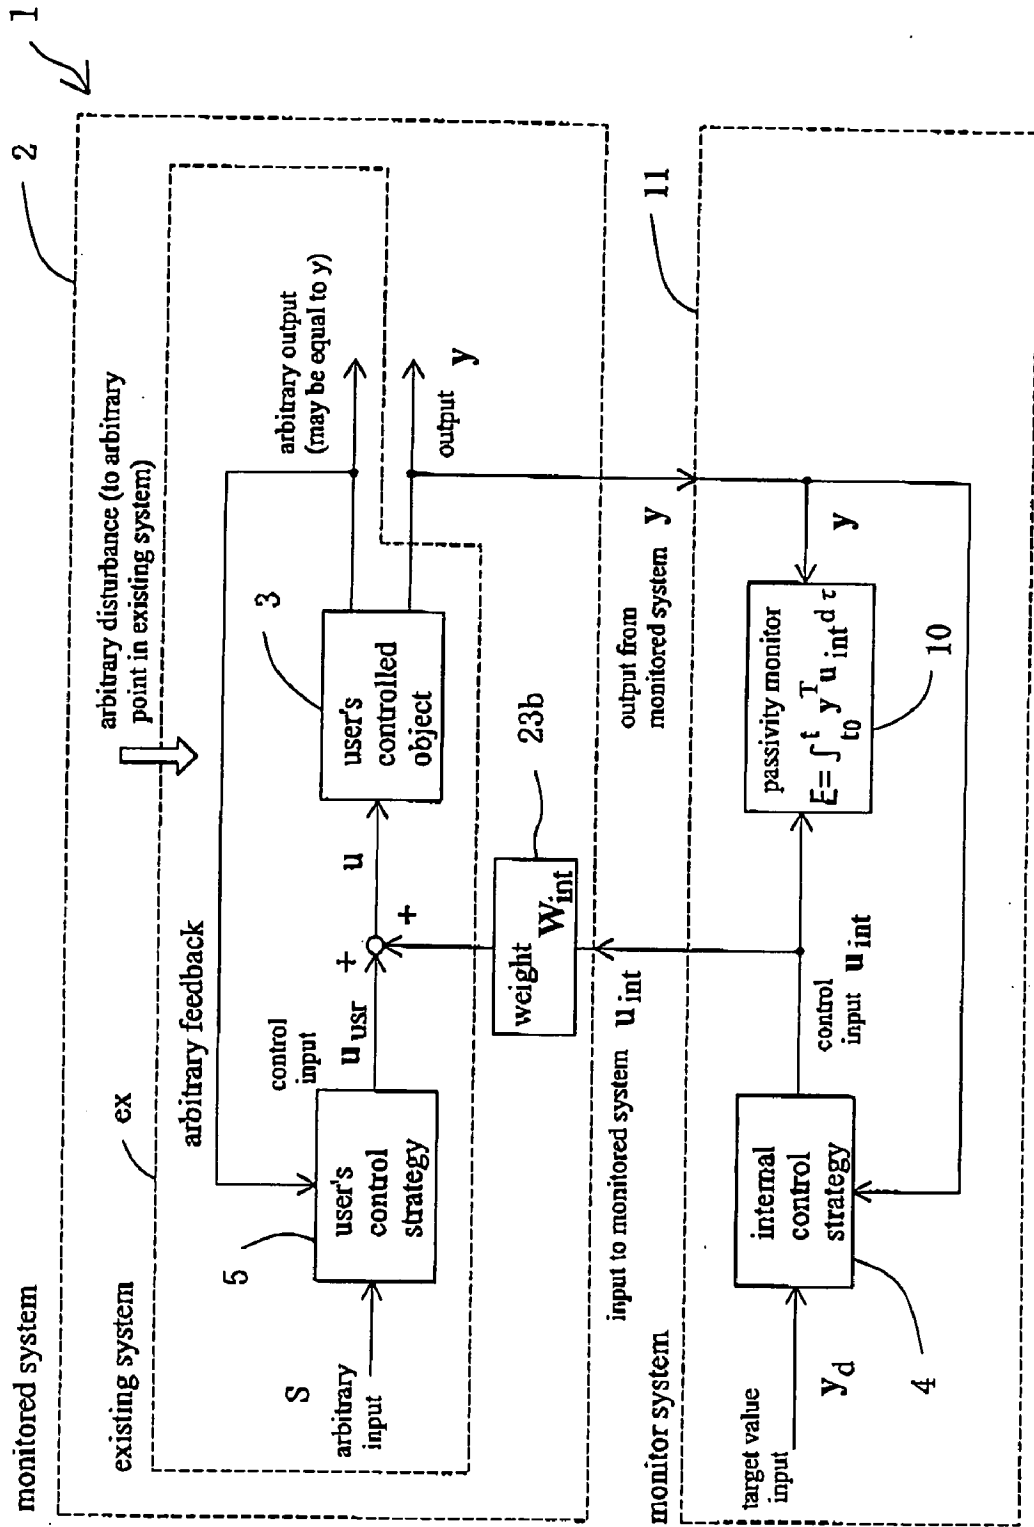 1
2
monitored system
arbitrary disturbance (to arbitrary
point in existing system)
ex
existing system
arbitrary feedback
5
3
S
arbitrary
input
user's
control
strategy
control
input
u usr
+
+
u
user's
controlled
object
arbitrary output
(may be equal to y)
output
y
weight
W int
23b
input to monitored system u int
output from
monitored system y
11
monitor system
target value
input
y d
internal
control
strategy
4
control
input u int
passivity monitor
E= ∫ t t0 y T u int d τ
10
y